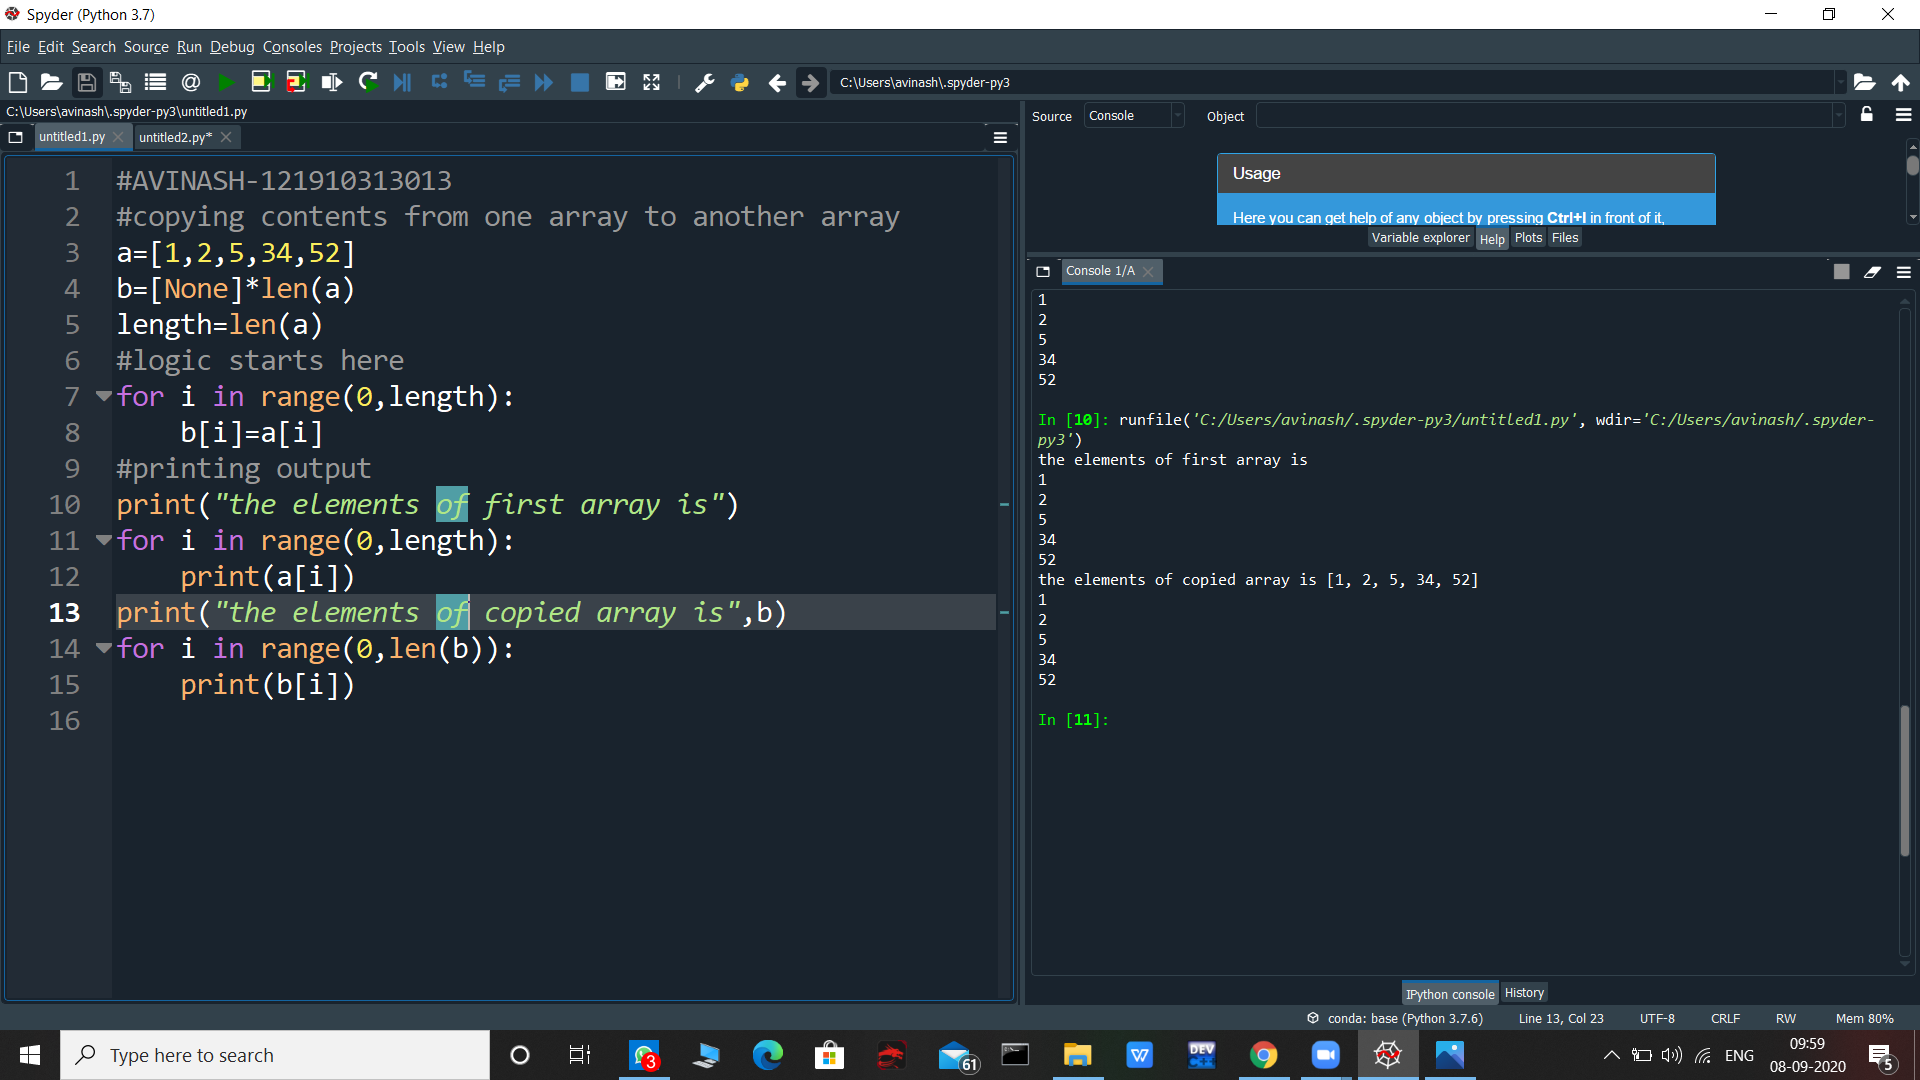 Spyder (Python 3.7)
File Edit Search Source Run Debug Consoles Projects Tools View Help
C:\Users\avinash\.spyder-py3
C:\Users\avinash\.spyder-py3\untitled1.py
untitled1.py
untitled2.py*
1 #AVINASH-121910313013
2 #copying contents from one array to another array
3 a=[1,2,5,34,52]
4 b=[None]*len(a)
5 length=len(a)
6 #logic starts here
7 for i in range(0,length):
8     b[i]=a[i]
9 #printing output
10 print("the elements of first array is")
11 for i in range(0,length):
12     print(a[i])
13 print("the elements of copied array is",b)
14 for i in range(0,len(b)):
15     print(b[i])
16
Source Console Object
Usage
Here you can get help of any object by pressing Ctrl+I in front of it,
Variable explorer Help Plots Files
Console 1/A
1
2
5
34
52
In [10]: runfile('C:/Users/avinash/.spyder-py3/untitled1.py', wdir='C:/Users/avinash/.spyder-
py3')
the elements of first array is
1
2
5
34
52
the elements of copied array is [1, 2, 5, 34, 52]
1
2
5
34
52
In [11]:
IPython console History
conda: base (Python 3.7.6) Line 13, Col 23 UTF-8 CRLF RW Mem 80%
Type here to search
3
61
W
DEV
ENG
09:59
08-09-2020
5